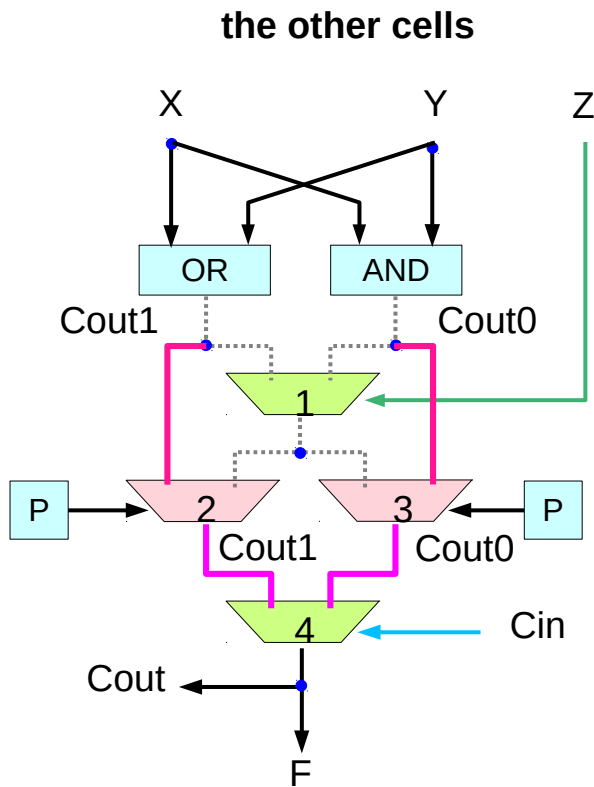 the other cells
X
Y
Z
OR
AND
Cout1
Cout0
1
P
2
3
P
Cout1
Cout0
4
Cin
Cout
F